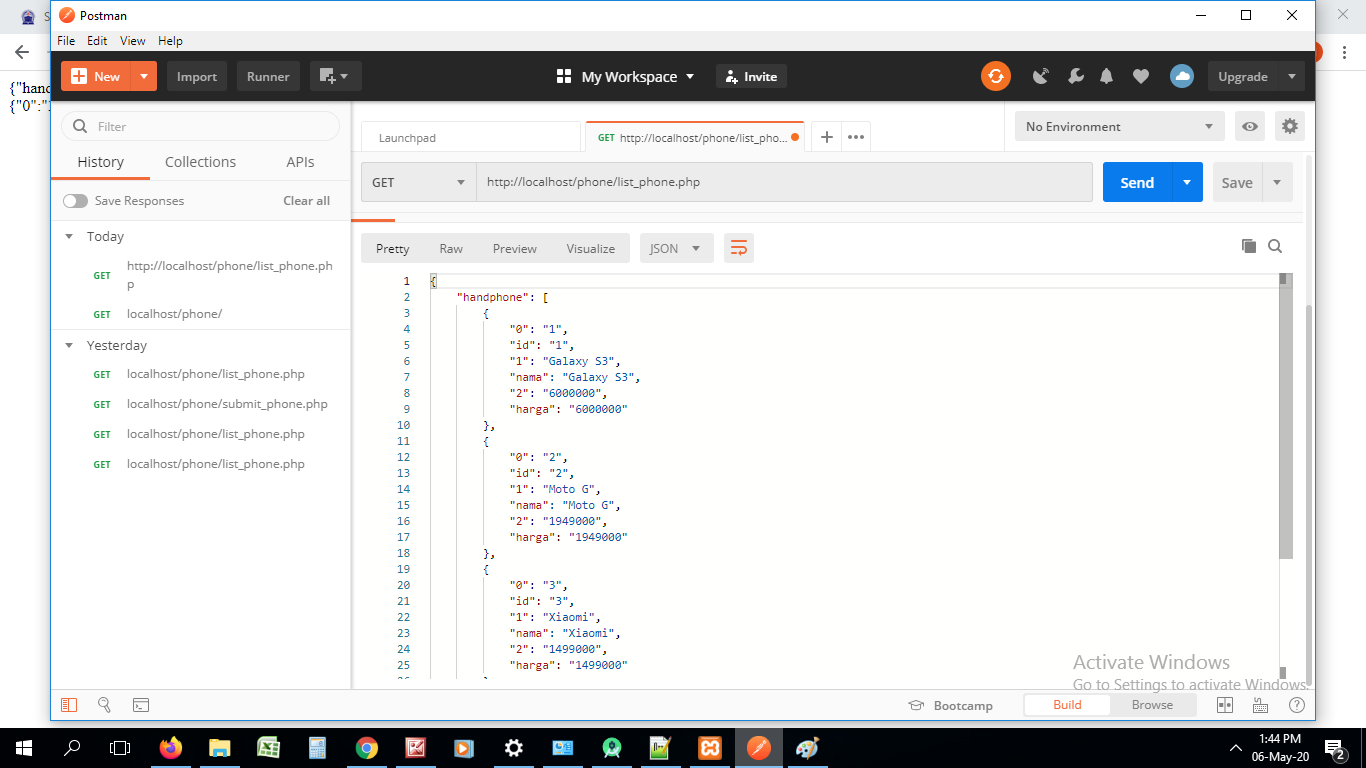 Postman
File Edit View Help
{"hand
{"0":"
New Import Runner My Workspace Invite Upgrade
Filter
History Collections APIs
Save Responses Clear all
Today
GET http://localhost/phone/list_phone.ph
p
GET localhost/phone/
Yesterday
GET localhost/phone/list_phone.php
GET localhost/phone/submit_phone.php
GET localhost/phone/list_phone.php
GET localhost/phone/list_phone.php
Launchpad GET http://localhost/phone/list_pho... No Environment
GET http://localhost/phone/list_phone.php Send Save
Pretty Raw Preview Visualize JSON
1 {
2 "handphone": [
3 {
4 "0": "1",
5 "id": "1",
6 "1": "Galaxy S3",
7 "nama": "Galaxy S3",
8 "2": "6000000",
9 "harga": "6000000"
10 },
11 {
12 "0": "2",
13 "id": "2",
14 "1": "Moto G",
15 "nama": "Moto G",
16 "2": "1949000",
17 "harga": "1949000"
18 },
19 {
20 "0": "3",
21 "id": "3",
22 "1": "Xiaomi",
23 "nama": "Xiaomi",
24 "2": "1499000",
25 "harga": "1499000"
Activate Windows
Go to Settings to activate Windows.
Bootcamp Build Browse
1:44 PM
06-May-20
2